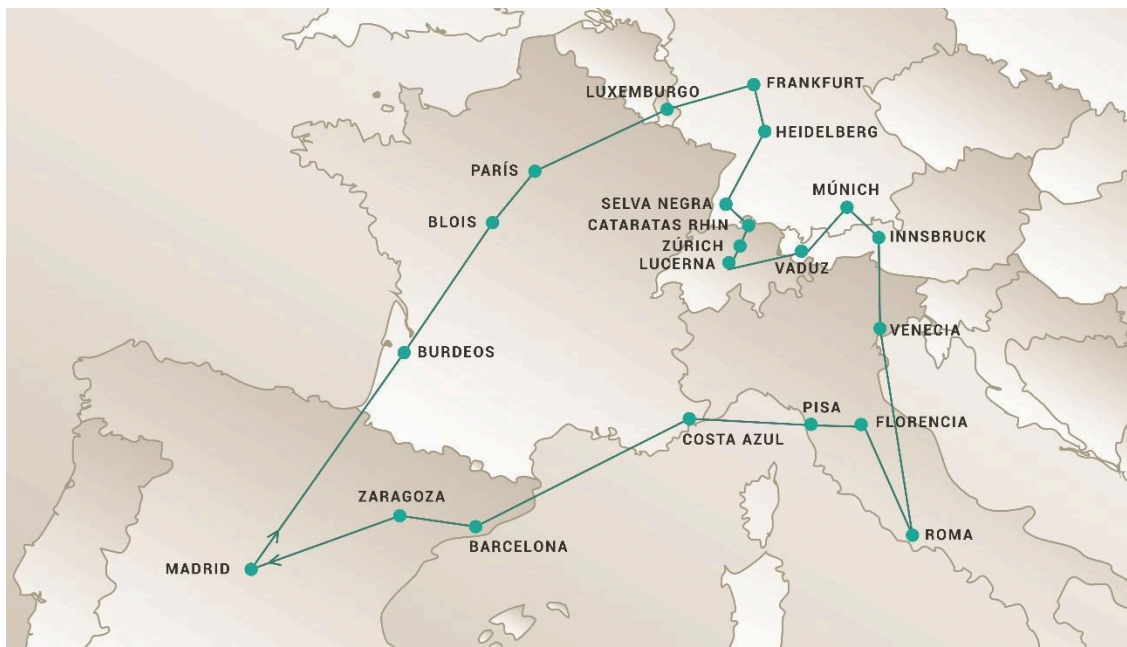 FRANKFURT
LUXEMBURGO
HEIDELBERG
PARÍS
MÚNICH
SELVA NEGRA
BLOIS
CATARATAS RHIN
INNSBRUCK
ZÚRICH
LUCERNA
VADUZ
VENECIA
BURDEOS
PISA
FLORENCIA
COSTA AZUL
ZARAGOZA
ROMA
BARCELONA
MADRID